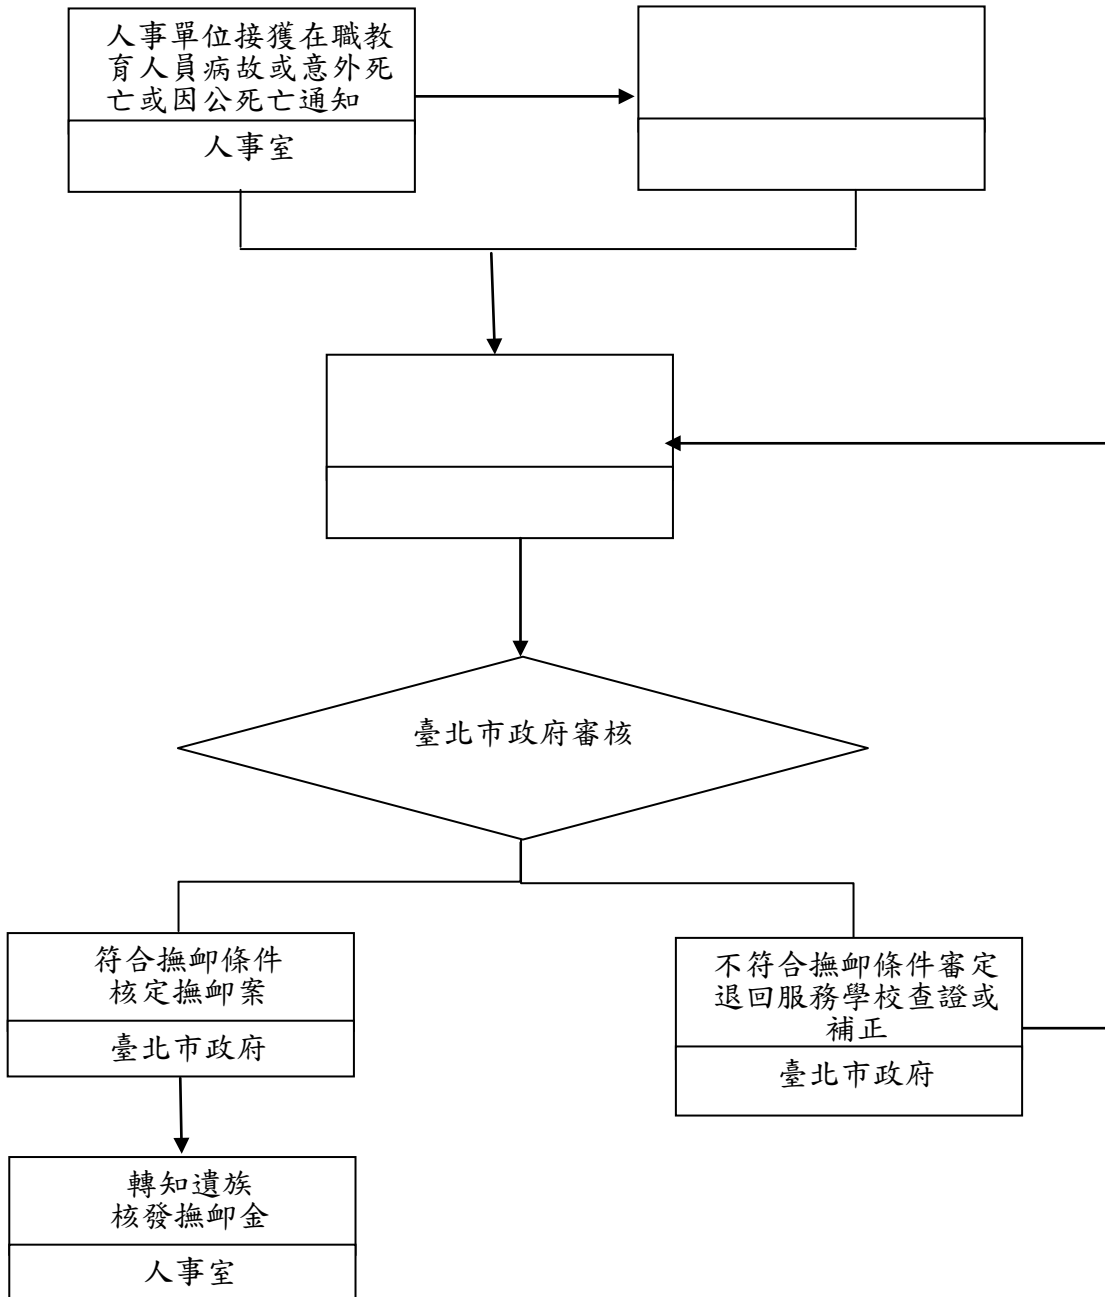 人事單位接獲在職教
育人員病故或意外死
亡或因公死亡通知
人事室
臺北市政府審核
符合撫卹條件
核定撫卹案
臺北市政府
不符合撫卹條件審定
退回服務學校查證或
補正
臺北市政府
轉知遺族
核發撫卹金
人事室